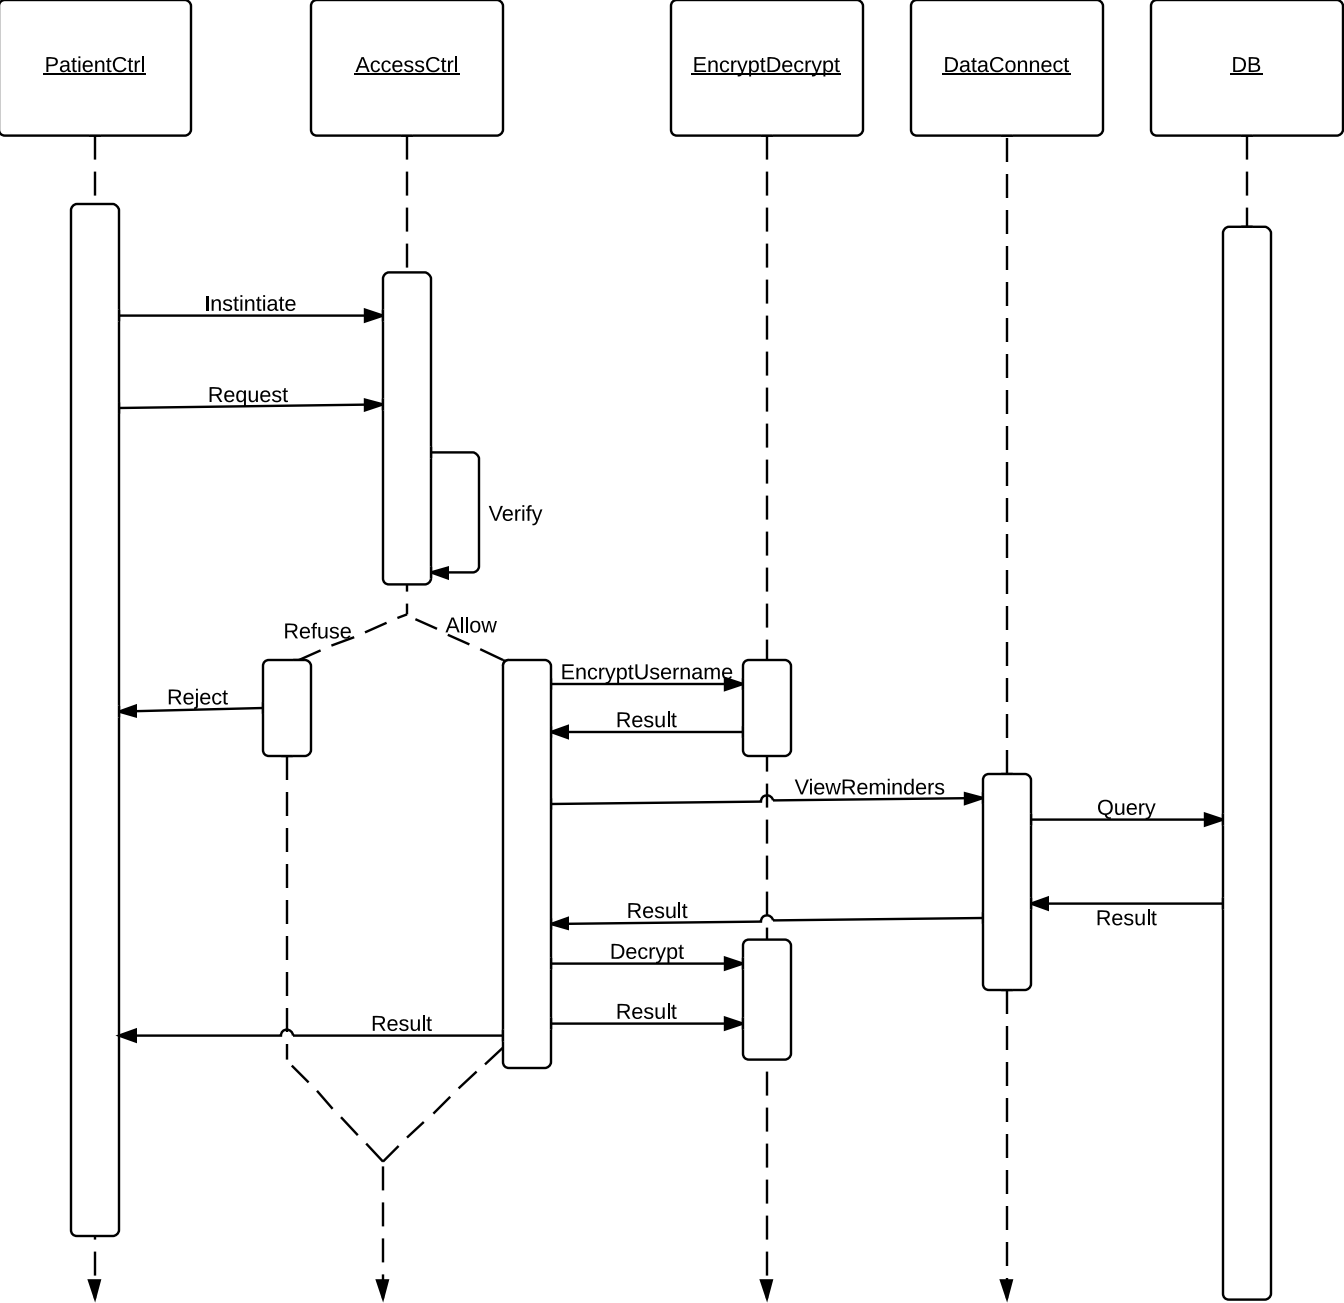 PatientCtrl
AccessCtrl
EncryptDecrypt
DataConnect
DB
Instintiate
Request
Verify
Refuse
Allow
EncryptUsername
Reject
Result
ViewReminders
Query
Result
Result
Decrypt
Result
Result